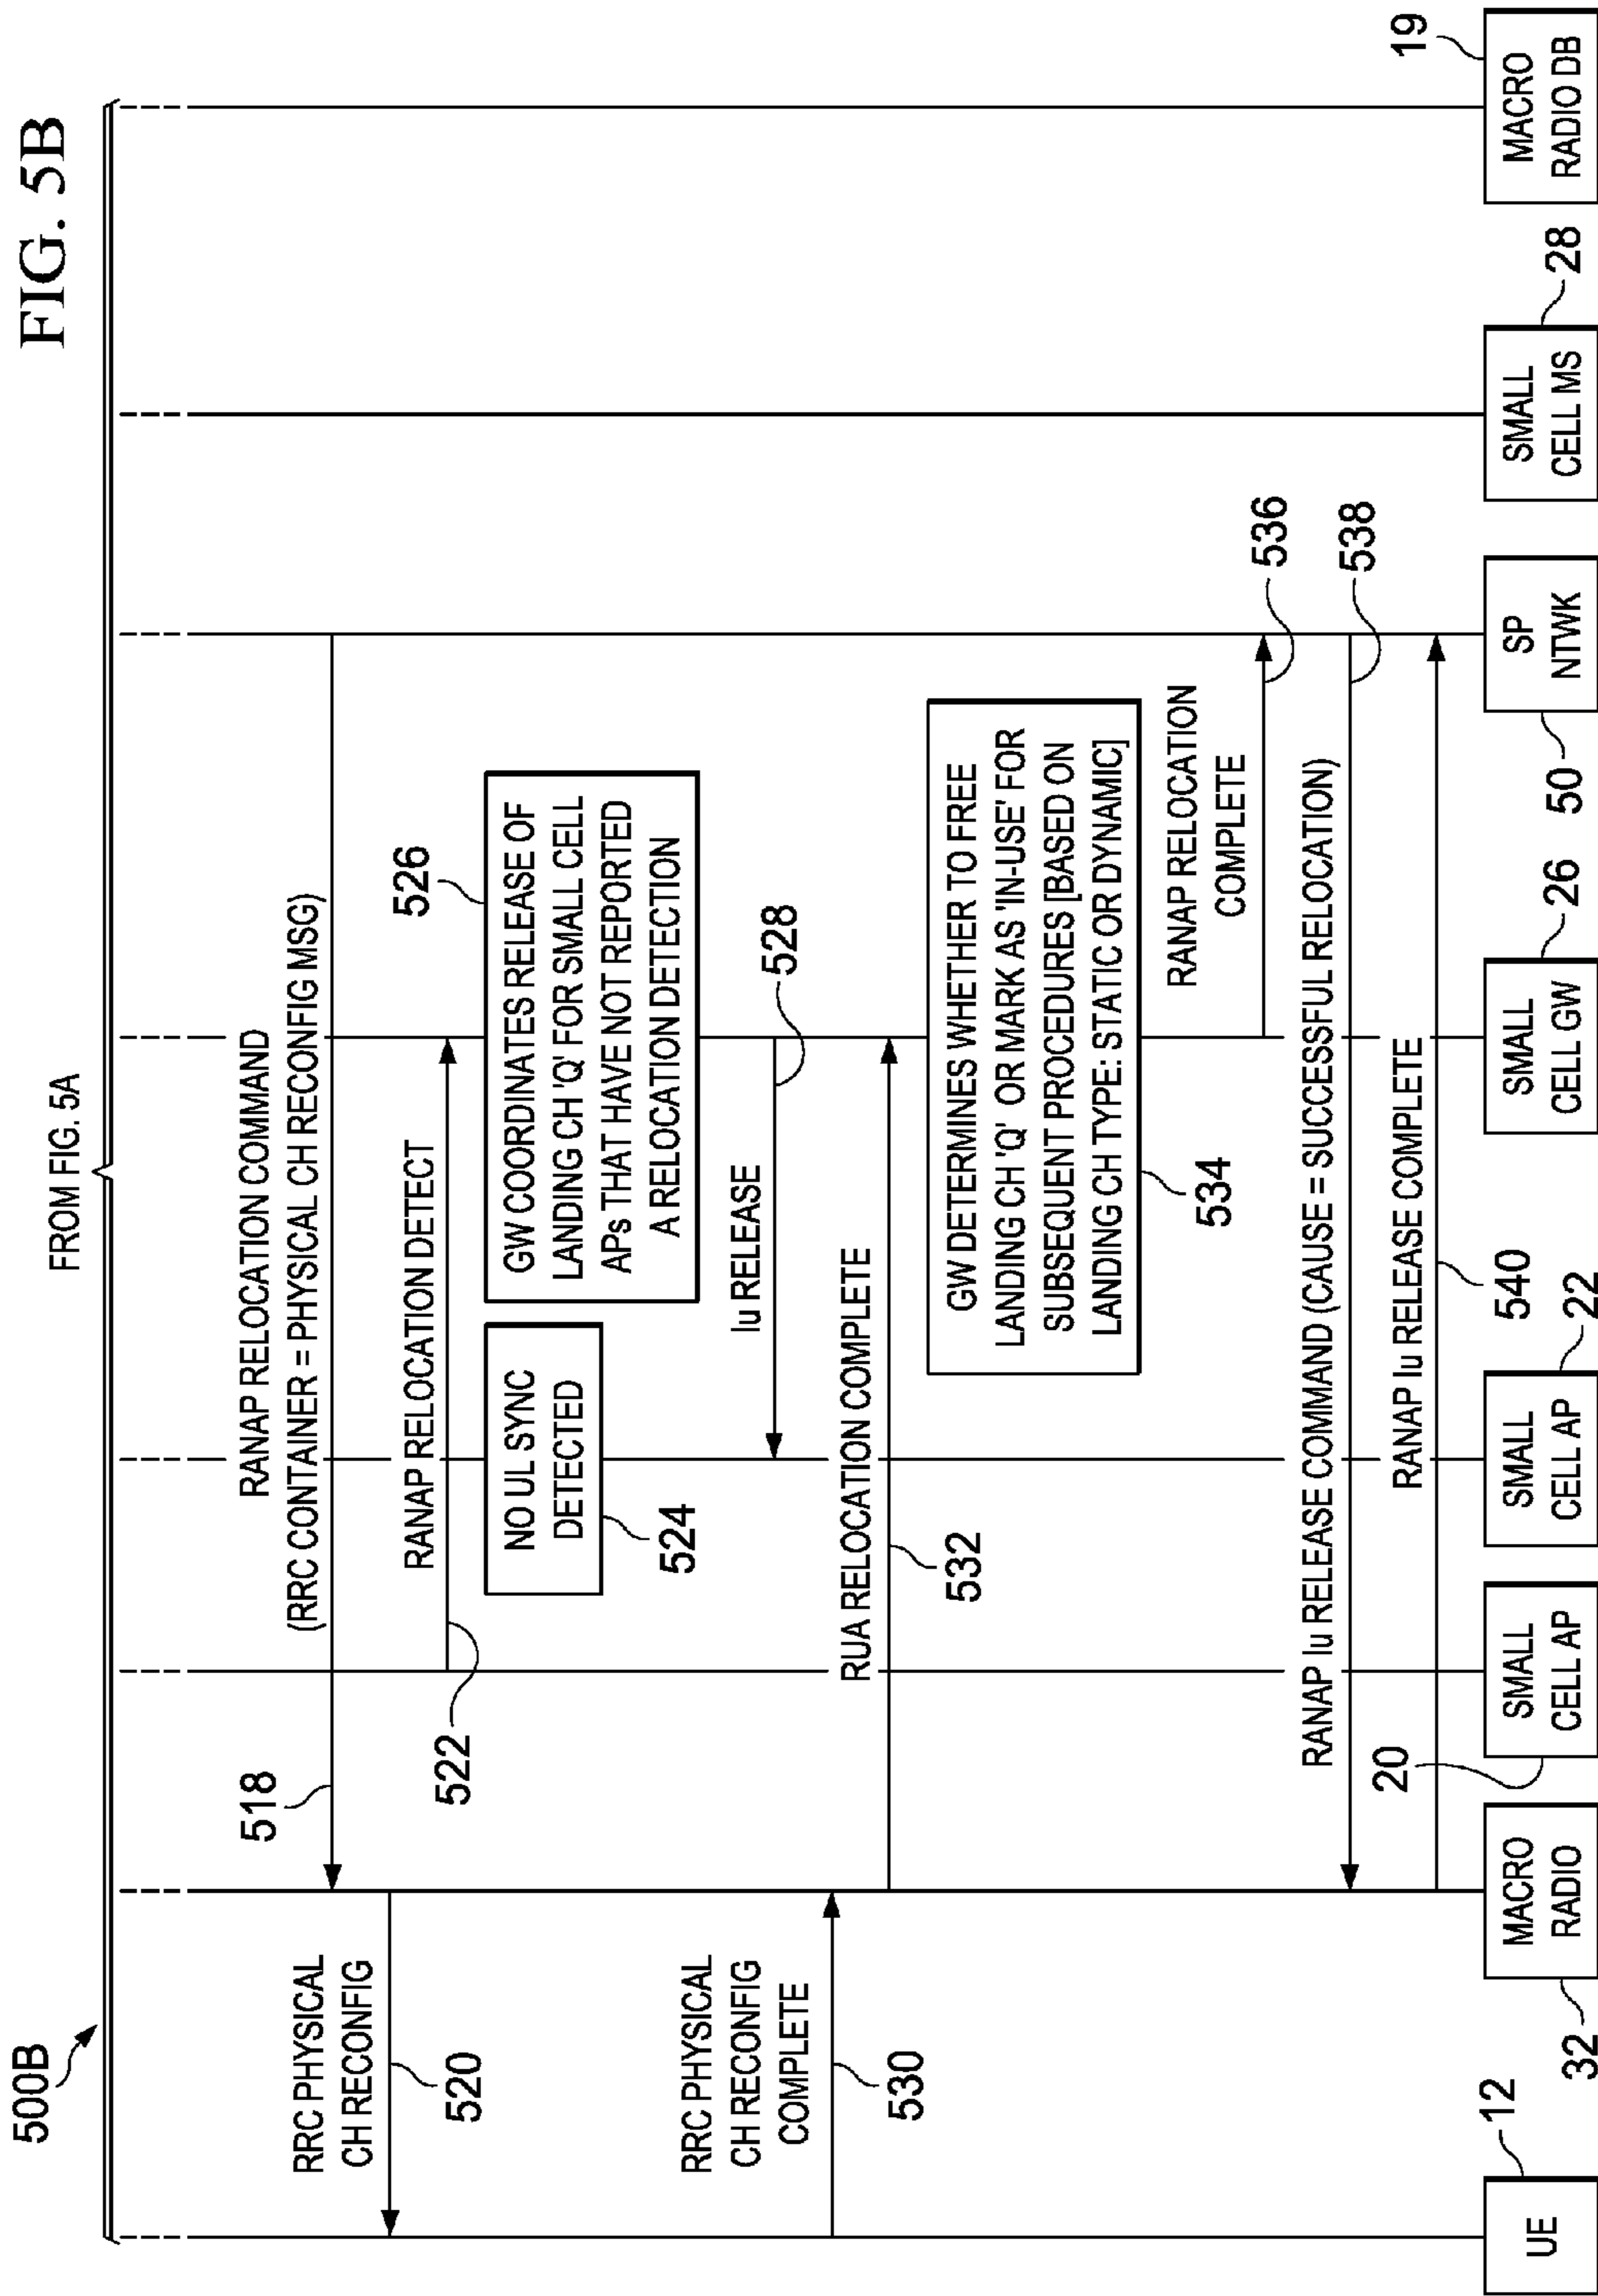 FIG. 5B
500B
FROM FIG. 5A
RANAP RELOCATION COMMAND
(RRC CONTAINER = PHYSICAL CH RECONFIG MSG)
518
RRC PHYSICAL
CH RECONFIG
520
RANAP RELOCATION DETECT
522
NO UL SYNC
DETECTED
524
526
GW COORDINATES RELEASE OF
LANDING CH 'Q' FOR SMALL CELL
APs THAT HAVE NOT REPORTED
A RELOCATION DETECTION
Iu RELEASE
528
RRC PHYSICAL
CH RECONFIG
COMPLETE
530
RUA RELOCATION COMPLETE
532
GW DETERMINES WHETHER TO FREE
LANDING CH 'Q' OR MARK AS 'IN-USE' FOR
SUBSEQUENT PROCEDURES [BASED ON
LANDING CH TYPE: STATIC OR DYNAMIC]
534
RANAP RELOCATION
COMPLETE
536
RANAP Iu RELEASE COMMAND (CAUSE = SUCCESSFUL RELOCATION)
538
RANAP Iu RELEASE COMPLETE
540
UE
12
MACRO
RADIO
32
SMALL
CELL AP
20
SMALL
CELL AP
22
SMALL
CELL GW
26
SP
NTWK
50
SMALL
CELL MS
28
MACRO
RADIO DB
19